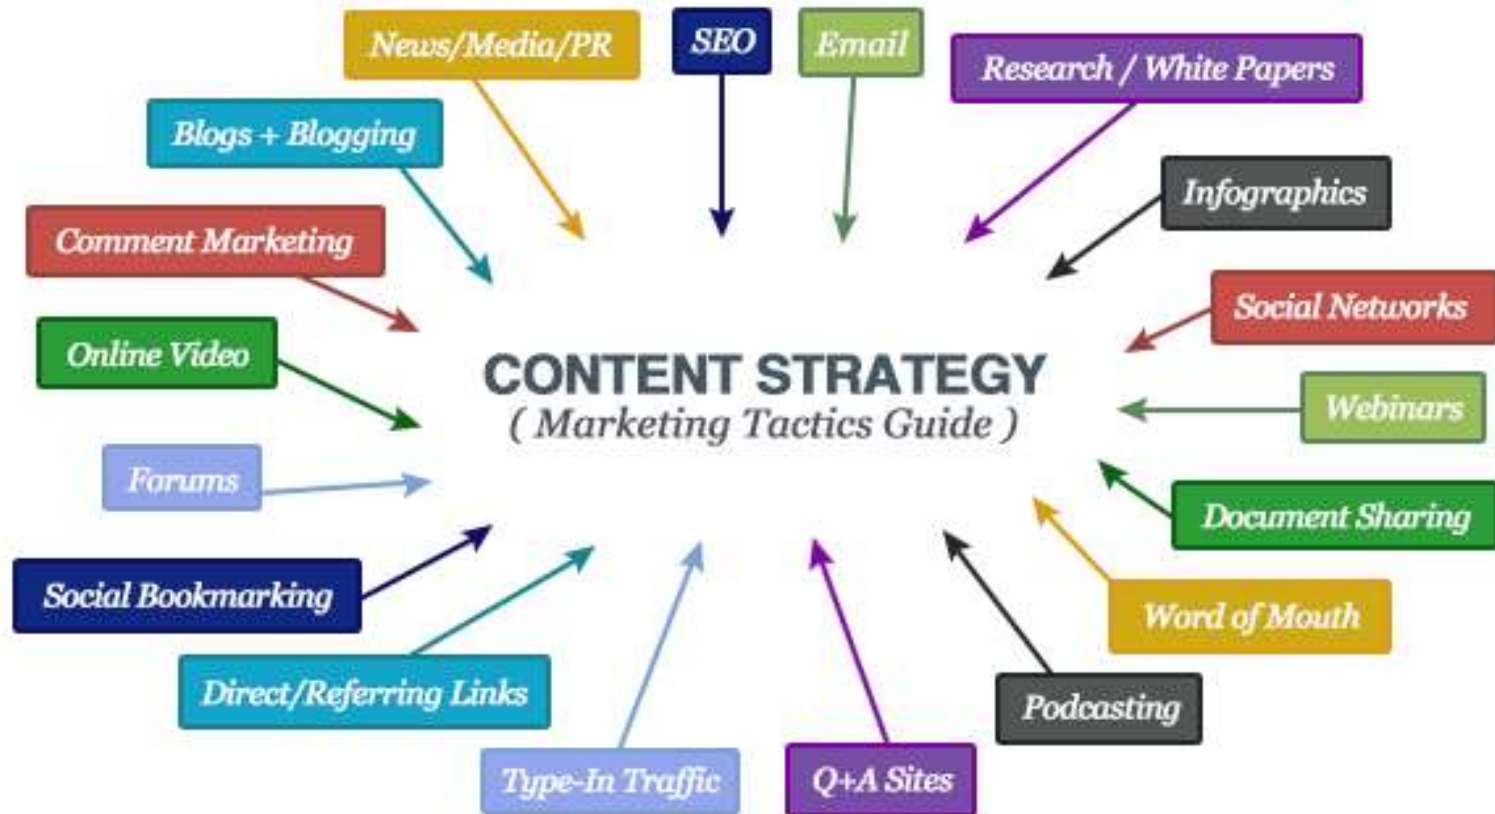 News/Media/PR
SEO
Email
Research / White Papers
Blogs + Blogging
Infographics
Comment Marketing
Social Networks
Online Video
CONTENT STRATEGY
( Marketing Tactics Guide )
Webinars
Forums
Document Sharing
Social Bookmarking
Word of Mouth
Direct/Referring Links
Podcasting
Type-In Traffic
Q+A Sites